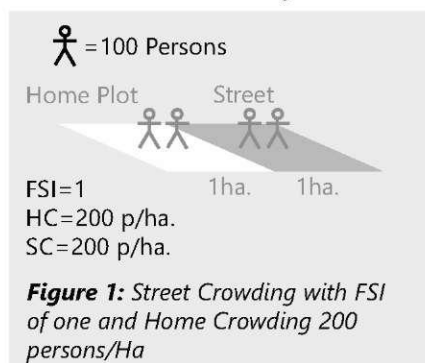 =100 Persons
Home Plot Street
1ha. 1ha.
FSI=1
HC=200 p/ha.
SC=200 p/ha.
Figure 1: Street Crowding with FSI
of one and Home Crowding 200
persons/Ha